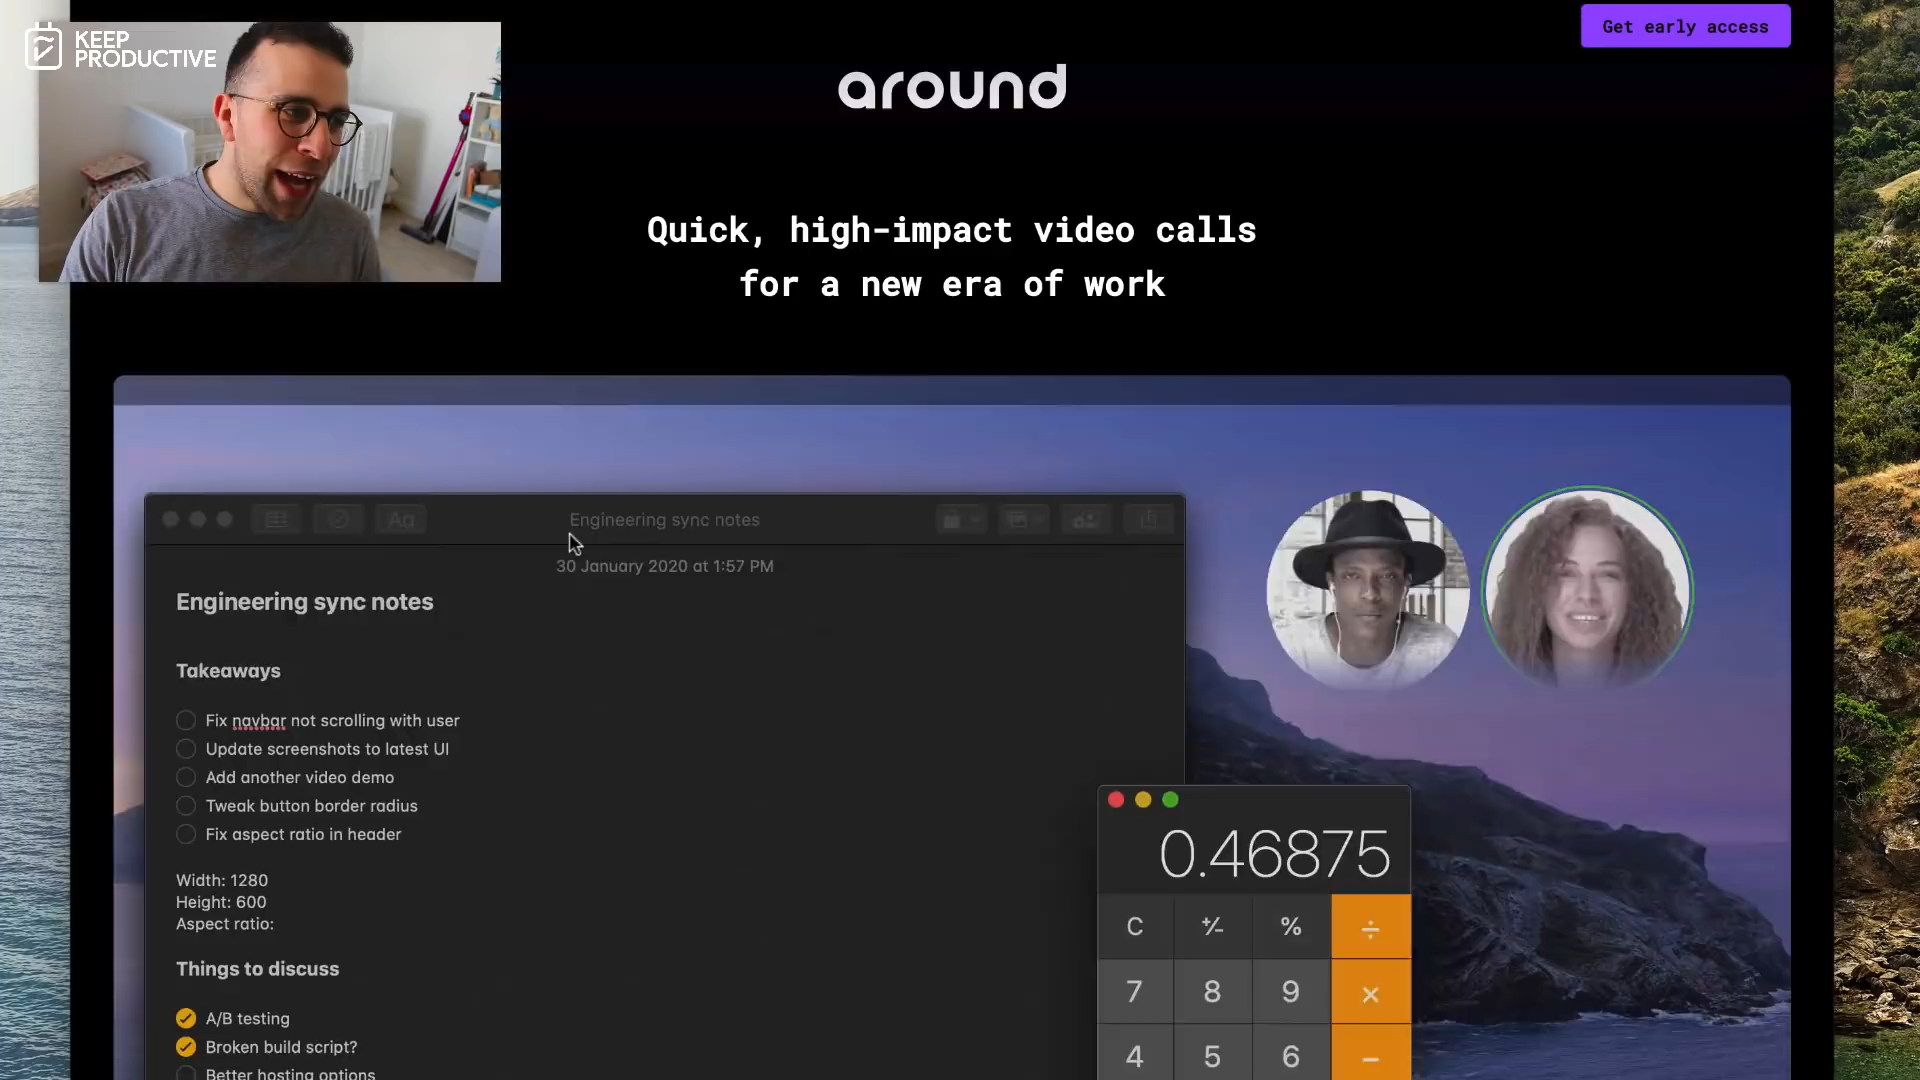 KEEP
PRODUCTIVE
Get early access
around
Quick, high-impact video calls
for a new era of work
Aa
Engineering sync notes
30 January 2020 at 1:57 PM
Engineering sync notes
Takeaways
Fix navbar not scrolling with user
Update screenshots to latest UI
Add another video demo
Tweak button border radius
Fix aspect ratio in header
Width: 1280
Height: 600
Aspect ratio:
Things to discuss
A/B testing
Broken build script?
Better hosting options
0.46875
C +/- % ÷
7 8 9 ×
4 5 6 −